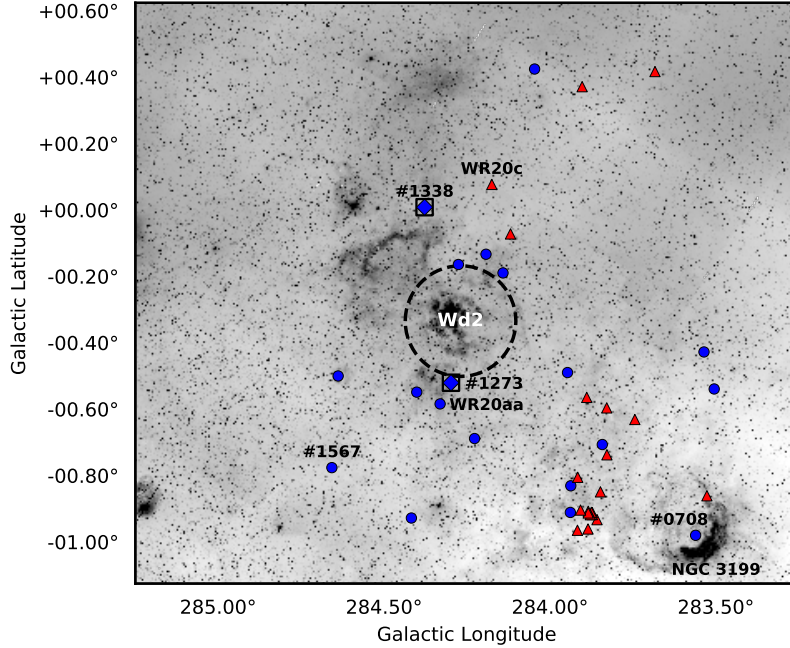 +00.60°
+00.40°
+00.20°
+00.00°
-00.20°
-00.40°
-00.60°
-00.80°
-01.00°
Galactic Latitude
WR20c
#1338
Wd2
#1273
WR20aa
#1567
#0708
NGC 3199
285.00°
284.50°
284.00°
283.50°
Galactic Longitude